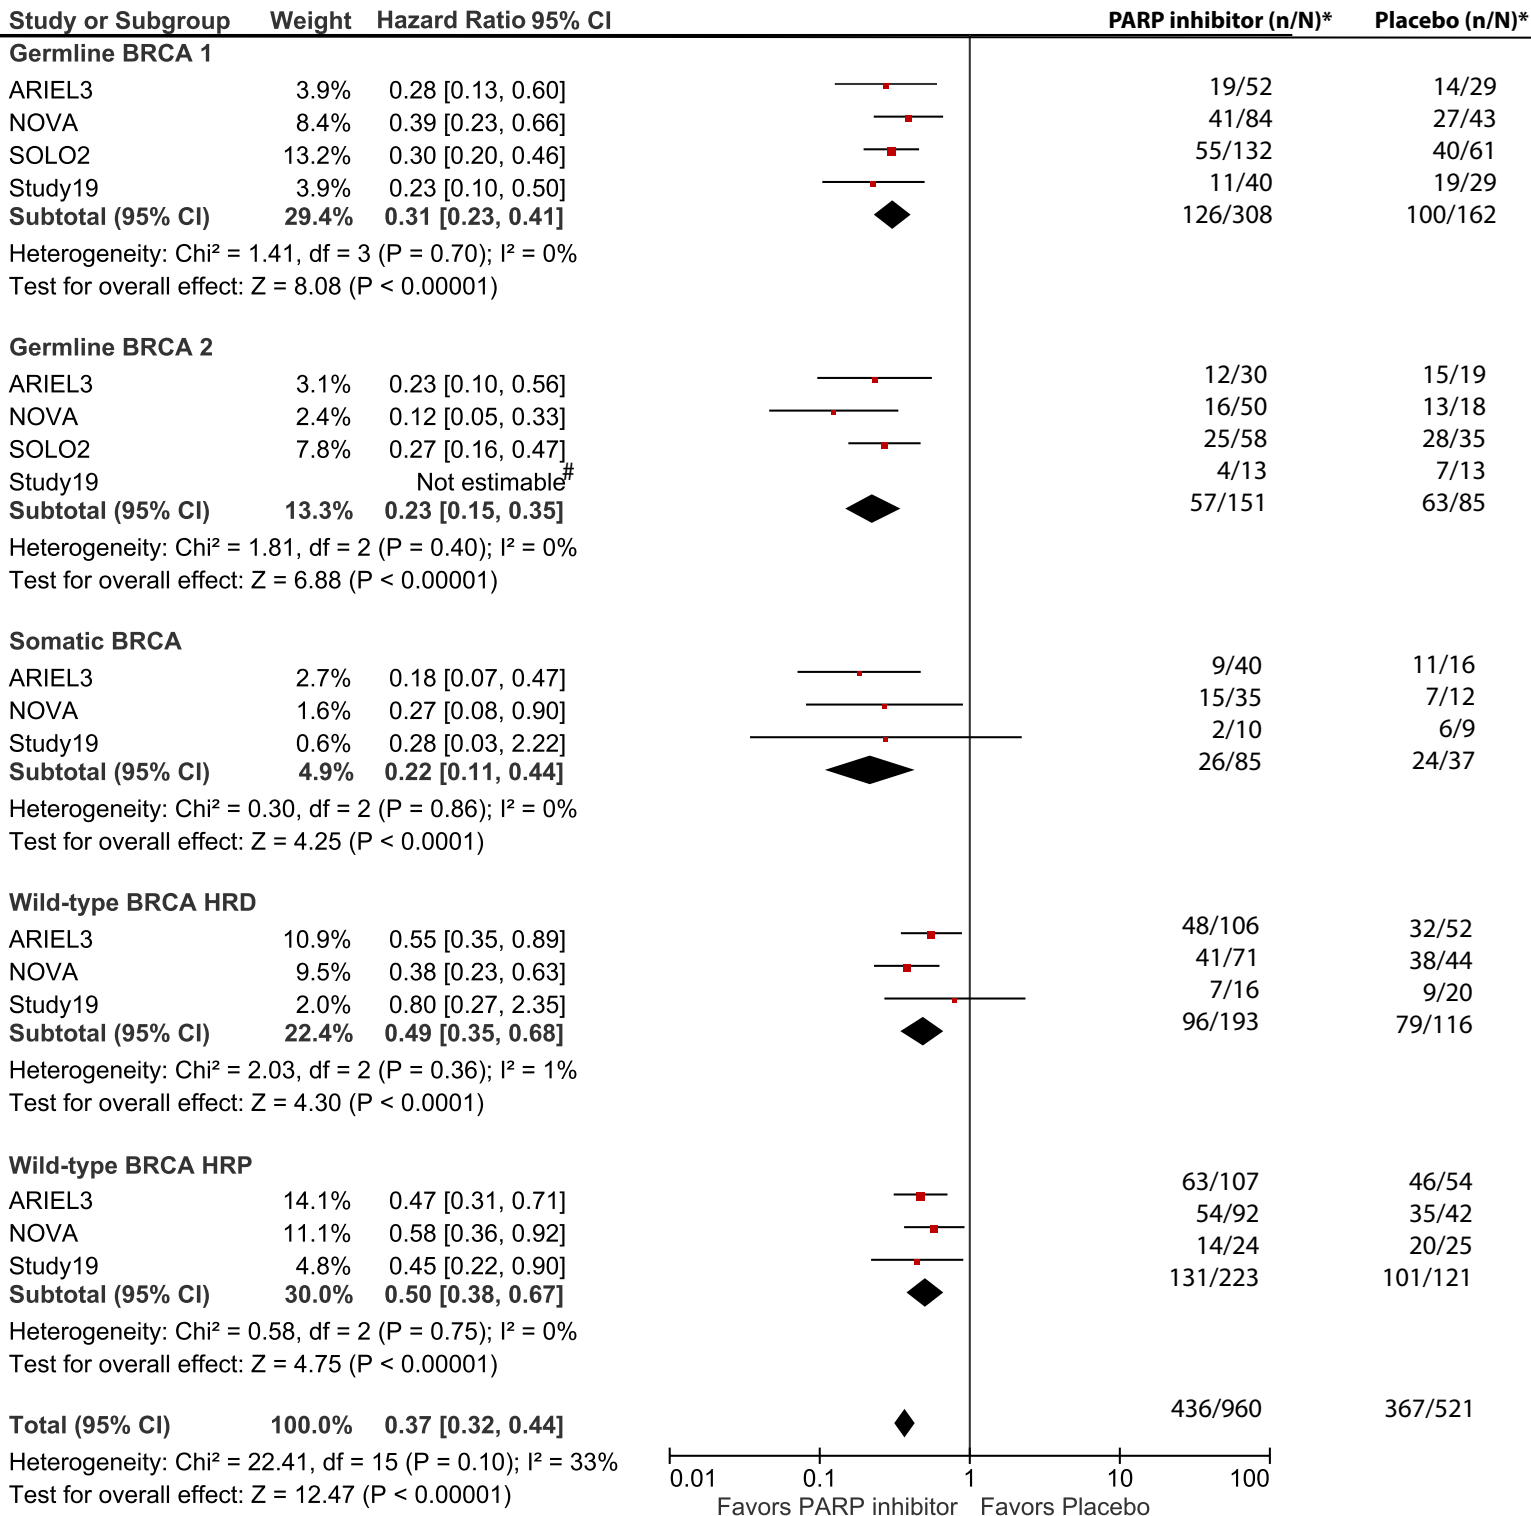 Study or Subgroup Weight Hazard Ratio 95% CI PARP inhibitor (n/N)* Placebo (n/N)*
Germline BRCA 1
ARIEL3 3.9% 0.28 [0.13, 0.60] 19/52 14/29
NOVA 8.4% 0.39 [0.23, 0.66] 41/84 27/43
SOLO2 13.2% 0.30 [0.20, 0.46] 55/132 40/61
Study19 3.9% 0.23 [0.10, 0.50] 11/40 19/29
Subtotal (95% CI) 29.4% 0.31 [0.23, 0.41] 126/308 100/162
Heterogeneity: Chi² = 1.41, df = 3 (P = 0.70); I² = 0%
Test for overall effect: Z = 8.08 (P < 0.00001)
Germline BRCA 2
ARIEL3 3.1% 0.23 [0.10, 0.56] 12/30 15/19
NOVA 2.4% 0.12 [0.05, 0.33] 16/50 13/18
SOLO2 7.8% 0.27 [0.16, 0.47] 25/58 28/35
Study19 Not estimable# 4/13 7/13
Subtotal (95% CI) 13.3% 0.23 [0.15, 0.35] 57/151 63/85
Heterogeneity: Chi² = 1.81, df = 2 (P = 0.40); I² = 0%
Test for overall effect: Z = 6.88 (P < 0.00001)
Somatic BRCA
ARIEL3 2.7% 0.18 [0.07, 0.47] 9/40 11/16
NOVA 1.6% 0.27 [0.08, 0.90] 15/35 7/12
Study19 0.6% 0.28 [0.03, 2.22] 2/10 6/9
Subtotal (95% CI) 4.9% 0.22 [0.11, 0.44] 26/85 24/37
Heterogeneity: Chi² = 0.30, df = 2 (P = 0.86); I² = 0%
Test for overall effect: Z = 4.25 (P < 0.0001)
Wild-type BRCA HRD
ARIEL3 10.9% 0.55 [0.35, 0.89] 48/106 32/52
NOVA 9.5% 0.38 [0.23, 0.63] 41/71 38/44
Study19 2.0% 0.80 [0.27, 2.35] 7/16 9/20
Subtotal (95% CI) 22.4% 0.49 [0.35, 0.68] 96/193 79/116
Heterogeneity: Chi² = 2.03, df = 2 (P = 0.36); I² = 1%
Test for overall effect: Z = 4.30 (P < 0.0001)
Wild-type BRCA HRP
ARIEL3 14.1% 0.47 [0.31, 0.71] 63/107 46/54
NOVA 11.1% 0.58 [0.36, 0.92] 54/92 35/42
Study19 4.8% 0.45 [0.22, 0.90] 14/24 20/25
Subtotal (95% CI) 30.0% 0.50 [0.38, 0.67] 131/223 101/121
Heterogeneity: Chi² = 0.58, df = 2 (P = 0.75); I² = 0%
Test for overall effect: Z = 4.75 (P < 0.00001)
Total (95% CI) 100.0% 0.37 [0.32, 0.44] 436/960 367/521
Heterogeneity: Chi² = 22.41, df = 15 (P = 0.10); I² = 33%
Test for overall effect: Z = 12.47 (P < 0.00001)
0.01 0.1 1 10 100
Favors PARP inhibitor Favors Placebo